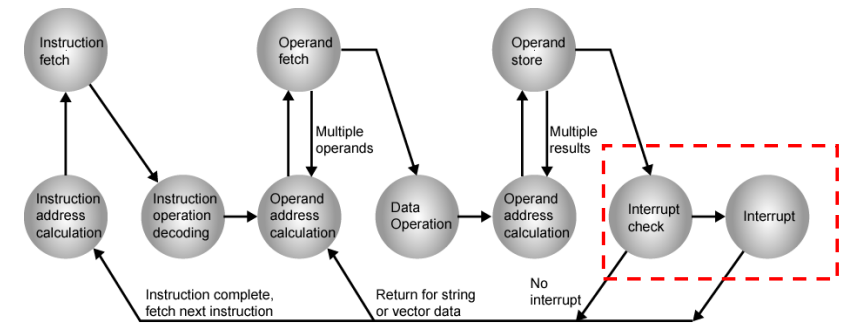 Instruction
fetch
Operand
fetch
Operand
store
Multiple
operands
Multiple
results
Instruction
address
calculation
Instruction
operation
decoding
Operand
address
calculation
Data
Operation
Operand
address
calculation
Interrupt
check
Interrupt
Instruction complete,
fetch next instruction
Return for string
or vector data
No
interrupt